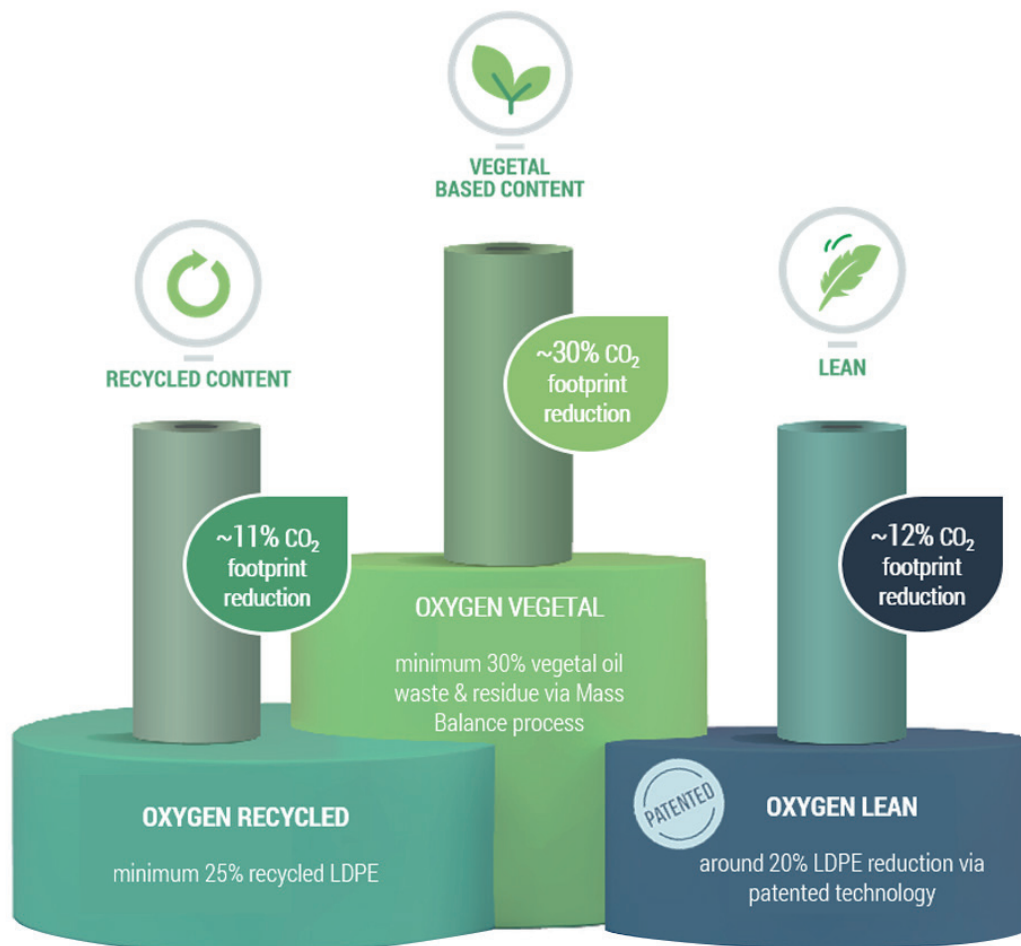 VEGETAL
BASED CONTENT
RECYCLED CONTENT
LEAN
~30% CO₂
footprint
reduction
~11% CO₂
footprint
reduction
~12% CO₂
footprint
reduction
OXYGEN VEGETAL
minimum 30% vegetal oil
waste & residue via Mass
Balance process
OXYGEN RECYCLED
minimum 25% recycled LDPE
PATENTED
OXYGEN LEAN
around 20% LDPE reduction via
patented technology